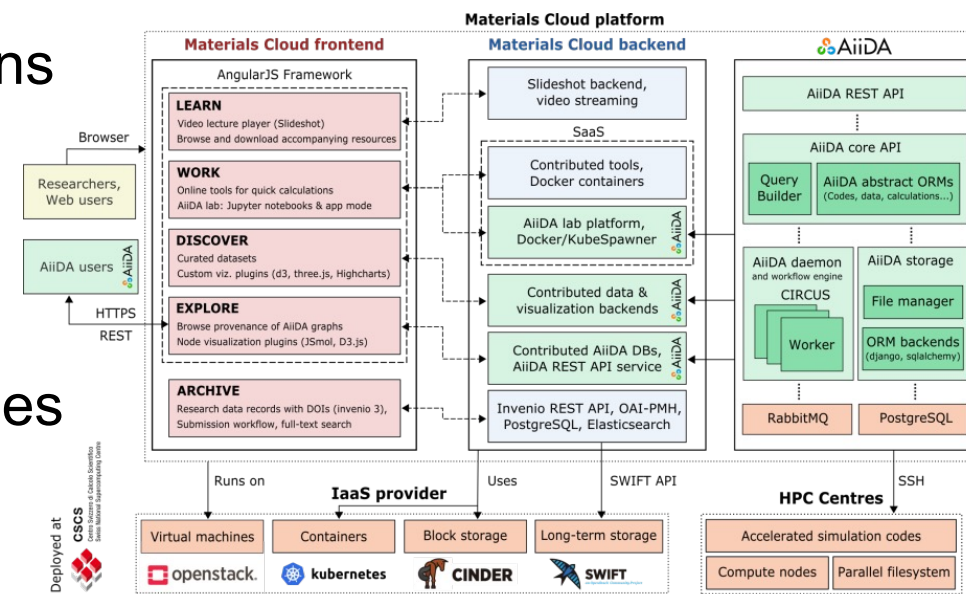 ns
es
Materials Cloud platform
Materials Cloud frontend
AngularJS Framework
LEARN
Video lecture player (Slideshot)
Browse and download accompanying resources
WORK
Online tools for quick calculations
AiiDA lab: Jupyter notebooks & app mode
DISCOVER
Curated datasets
Custom viz. plugins (d3, three.js, Highcharts)
EXPLORE
Browse provenance of AiiDA graphs
Node visualization plugins (JSmol, D3.js)
ARCHIVE
Research data records with DOIs (invenio 3),
Submission workflow, full-text search
Browser
Researchers,
Web users
AiiDA users
AiiDA
HTTPS
REST
Materials Cloud backend
Slideshot backend,
video streaming
SaaS
Contributed tools,
Docker containers
AiiDA lab platform,
Docker/KubeSpawner
AiiDA
Contributed data &
visualization backends
AiiDA
Contributed AiiDA DBs,
AiiDA REST API service
AiiDA
Invenio REST API, OAI-PMH,
PostgreSQL, Elasticsearch
AiiDA
AiiDA REST API
AiiDA core API
Query
Builder
AiiDA abstract ORMs
(Codes, data, calculations...)
AiiDA daemon
and workflow engine
CIRCUS
Worker
AiiDA storage
File manager
ORM backends
(django, sqlalchemy)
RabbitMQ
PostgreSQL
Runs on
IaaS provider
Uses
SWIFT API
SSH
HPC Centres
Virtual machines
Containers
Block storage
Long-term storage
openstack.
kubernetes
CINDER
SWIFT
Accelerated simulation codes
Compute nodes
Parallel filesystem
Deployed at
CSCS
Centro Svizzero di Calcolo Scientifico
Swiss National Supercomputing Centre